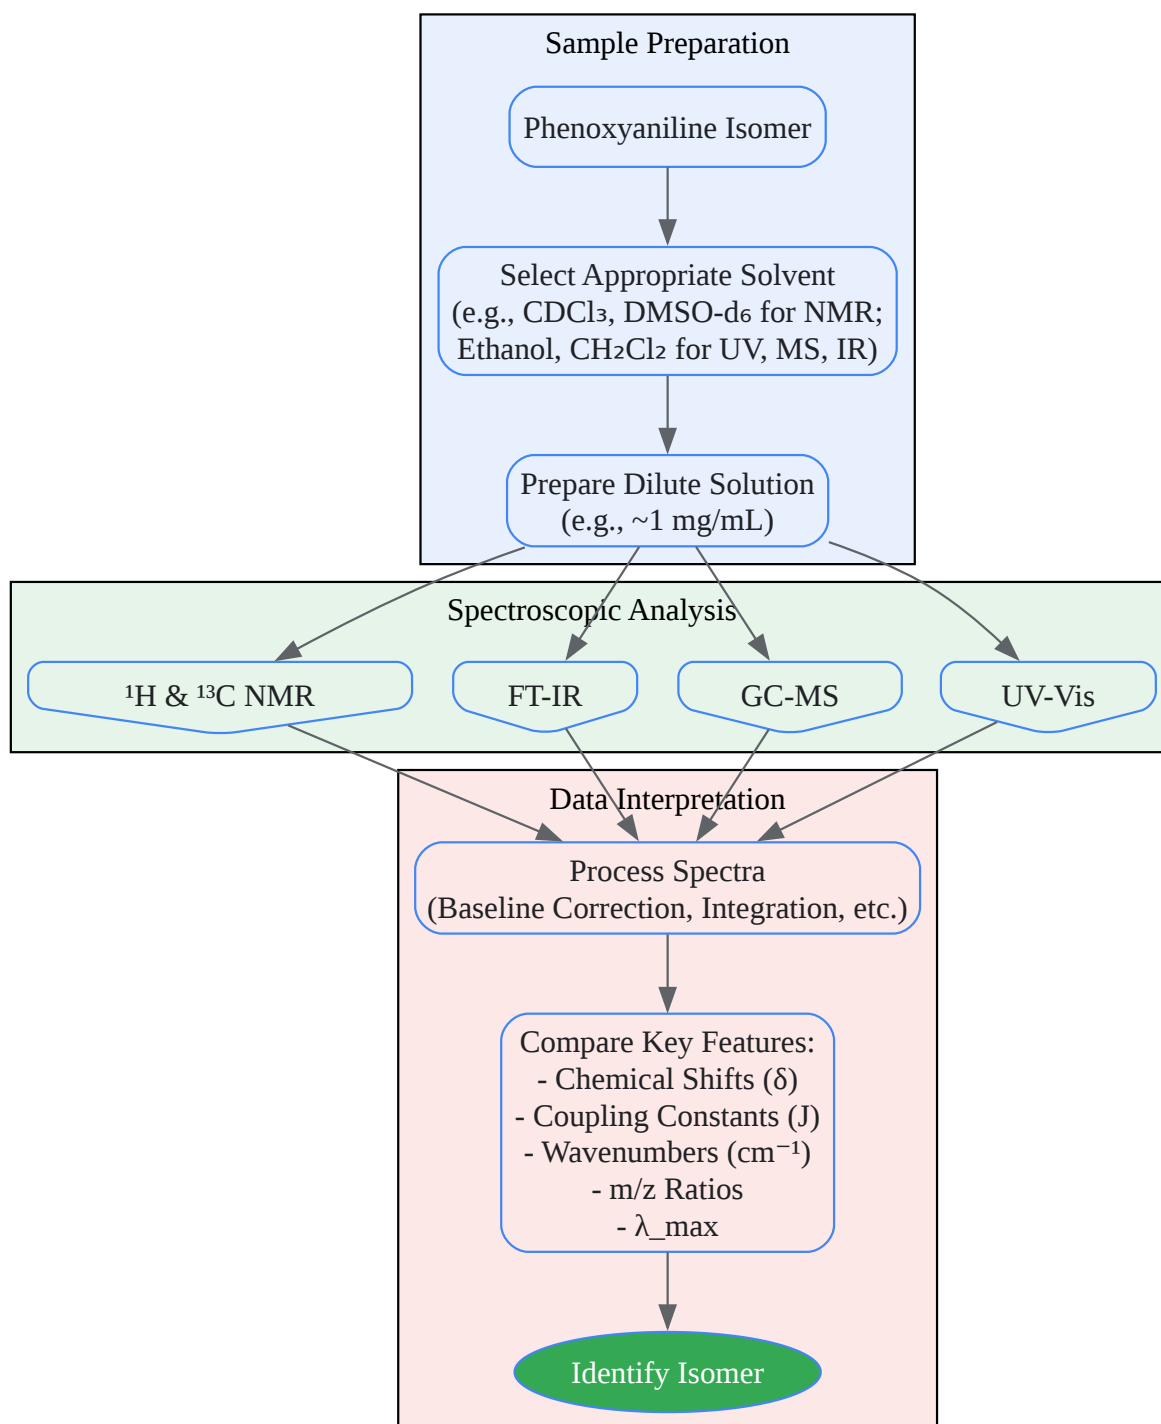 Sample Preparation
Phenoxyaniline Isomer
Select Appropriate Solvent
(e.g., CDCl₃, DMSO-d₆ for NMR;
Ethanol, CH₂Cl₂ for UV, MS, IR)
Prepare Dilute Solution
(e.g., ~1 mg/mL)
Spectroscopic Analysis
¹H & ¹³C NMR
FT-IR
GC-MS
UV-Vis
Data Interpretation
Process Spectra
(Baseline Correction, Integration, etc.)
Compare Key Features:
- Chemical Shifts (δ)
- Coupling Constants (J)
- Wavenumbers (cm⁻¹)
- m/z Ratios
- λ_max
Identify Isomer